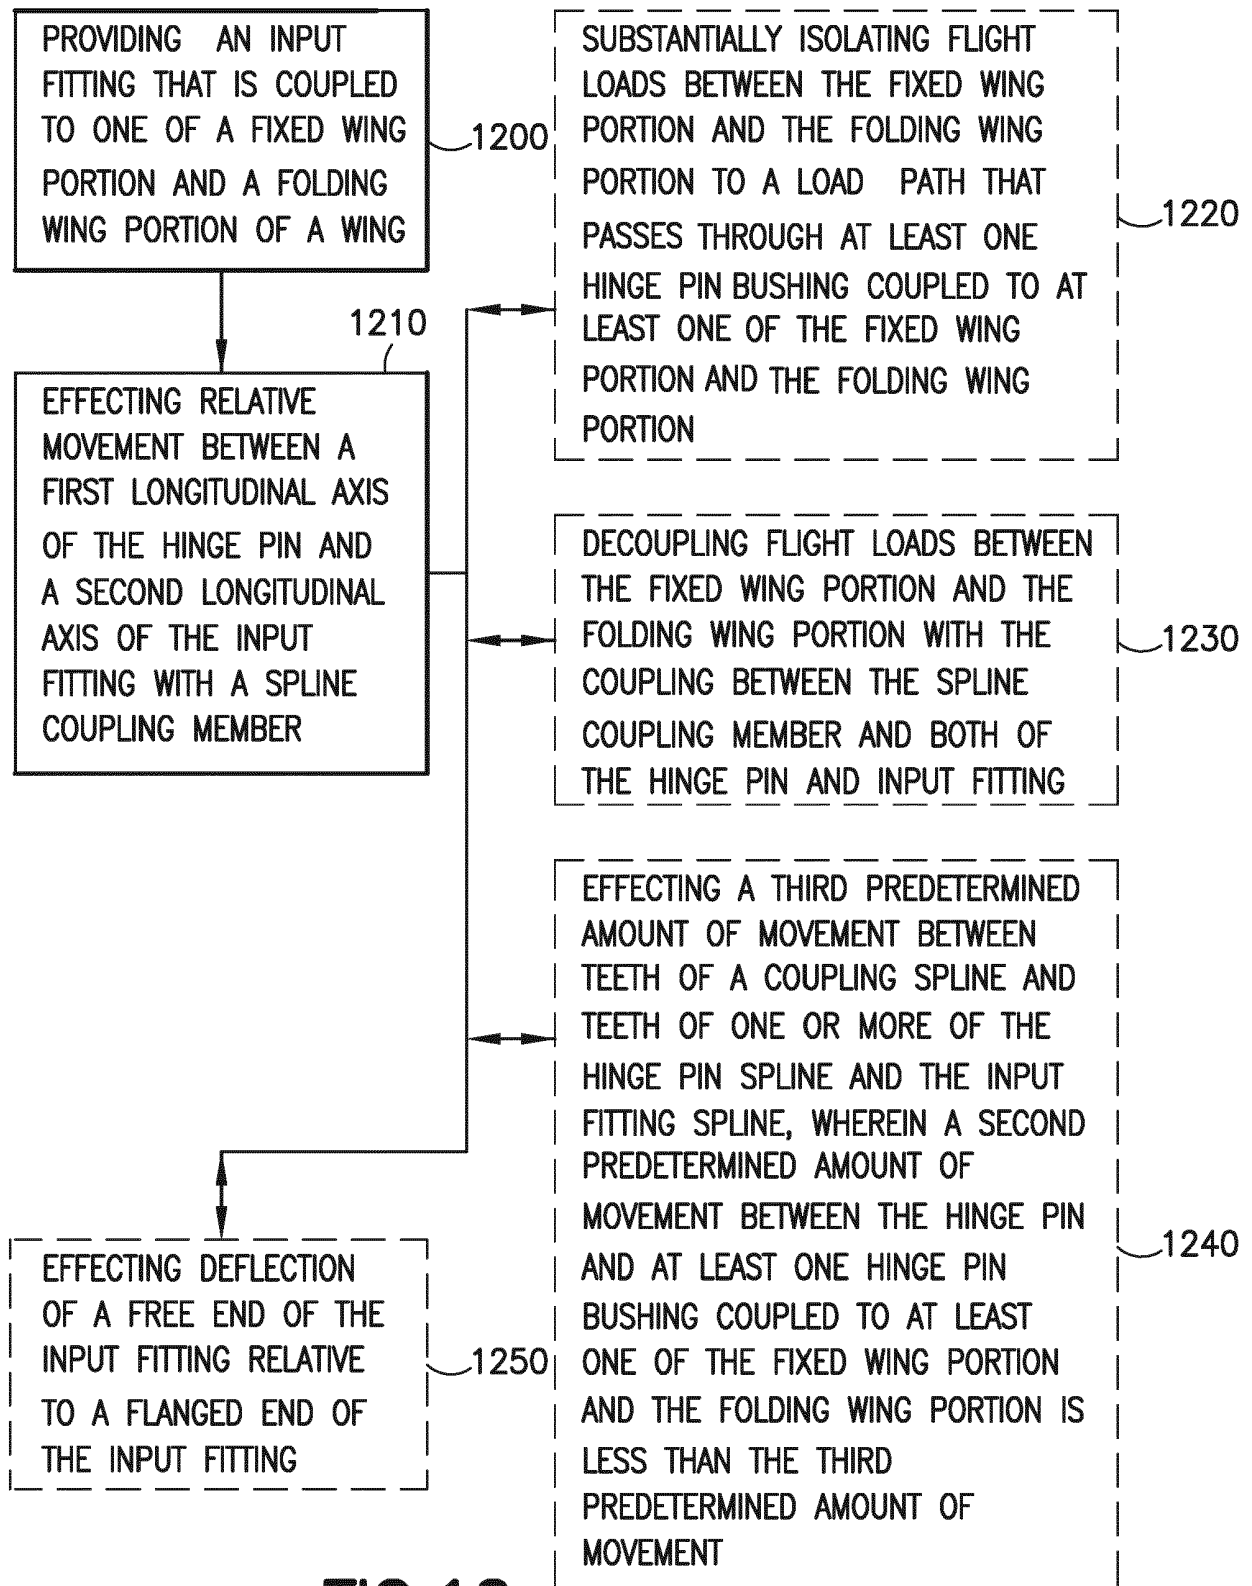 PROVIDING AN INPUT
FITTING THAT IS COUPLED
TO ONE OF A FIXED WING
PORTION AND A FOLDING
WING PORTION OF A WING
1200
1210
EFFECTING RELATIVE
MOVEMENT BETWEEN A
FIRST LONGITUDINAL AXIS
OF THE HINGE PIN AND
A SECOND LONGITUDINAL
AXIS OF THE INPUT
FITTING WITH A SPLINE
COUPLING MEMBER
SUBSTANTIALLY ISOLATING FLIGHT
LOADS BETWEEN THE FIXED WING
PORTION AND THE FOLDING WING
PORTION TO A LOAD PATH THAT
PASSES THROUGH AT LEAST ONE
HINGE PIN BUSHING COUPLED TO AT
LEAST ONE OF THE FIXED WING
PORTION AND THE FOLDING WING
PORTION
1220
DECOUPLING FLIGHT LOADS BETWEEN
THE FIXED WING PORTION AND THE
FOLDING WING PORTION WITH THE
COUPLING BETWEEN THE SPLINE
COUPLING MEMBER AND BOTH OF
THE HINGE PIN AND INPUT FITTING
1230
EFFECTING A THIRD PREDETERMINED
AMOUNT OF MOVEMENT BETWEEN
TEETH OF A COUPLING SPLINE AND
TEETH OF ONE OR MORE OF THE
HINGE PIN SPLINE AND THE INPUT
FITTING SPLINE, WHEREIN A SECOND
PREDETERMINED AMOUNT OF
MOVEMENT BETWEEN THE HINGE PIN
AND AT LEAST ONE HINGE PIN
BUSHING COUPLED TO AT LEAST
ONE OF THE FIXED WING PORTION
AND THE FOLDING WING PORTION IS
LESS THAN THE THIRD
PREDETERMINED AMOUNT OF
MOVEMENT
1240
EFFECTING DEFLECTION
OF A FREE END OF THE
INPUT FITTING RELATIVE
TO A FLANGED END OF
THE INPUT FITTING
1250